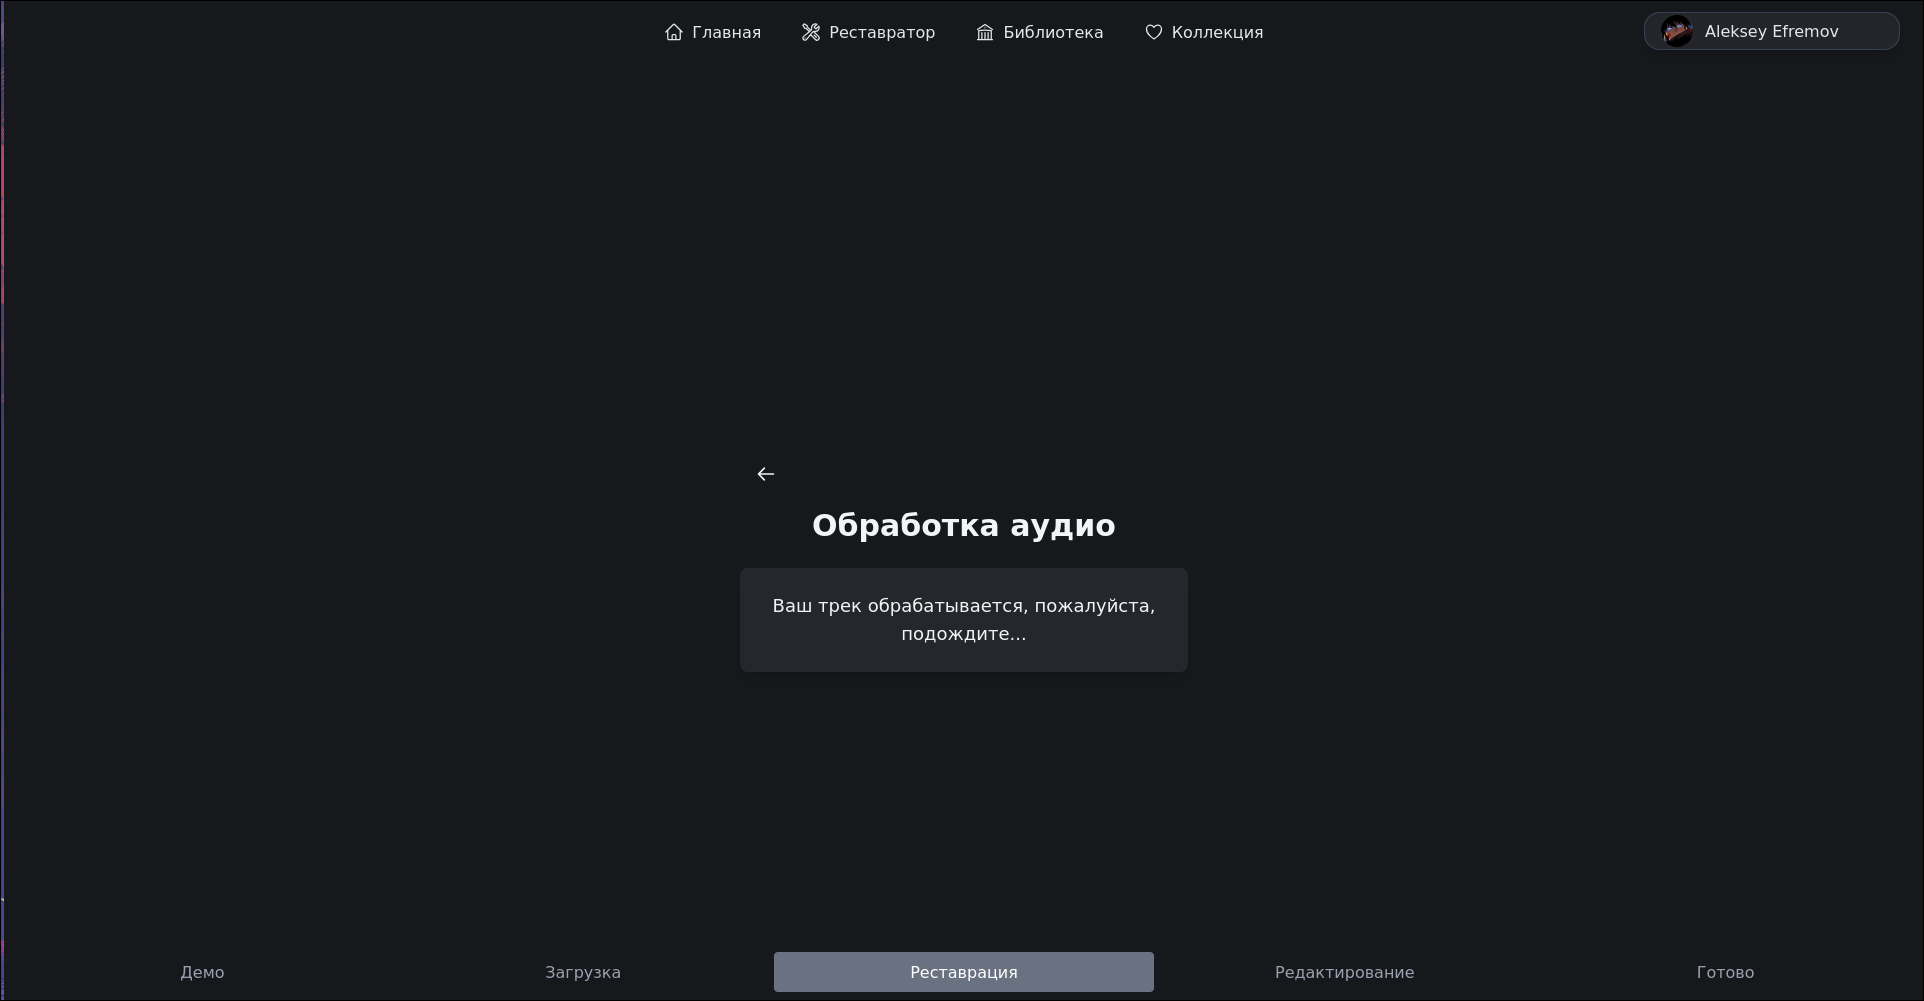 Главная
Реставратор
Библиотека
Коллекция
Aleksey Efremov
Обработка аудио
Ваш трек обрабатывается, пожалуйста,
подождите...
Демо
Загрузка
Реставрация
Редактирование
Готово